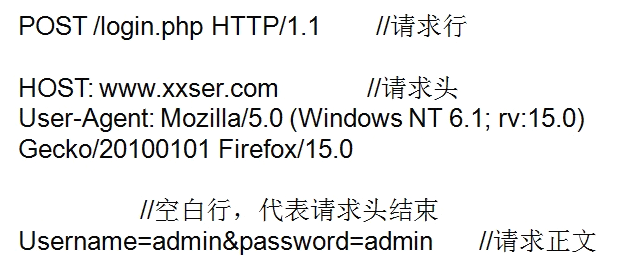 POST /login.php HTTP/1.1 //请求行
HOST: www.xxser.com //请求头
User-Agent: Mozilla/5.0 (Windows NT 6.1; rv:15.0)
Gecko/20100101 Firefox/15.0
//空白行，代表请求头结束
Username=admin&password=admin //请求正文